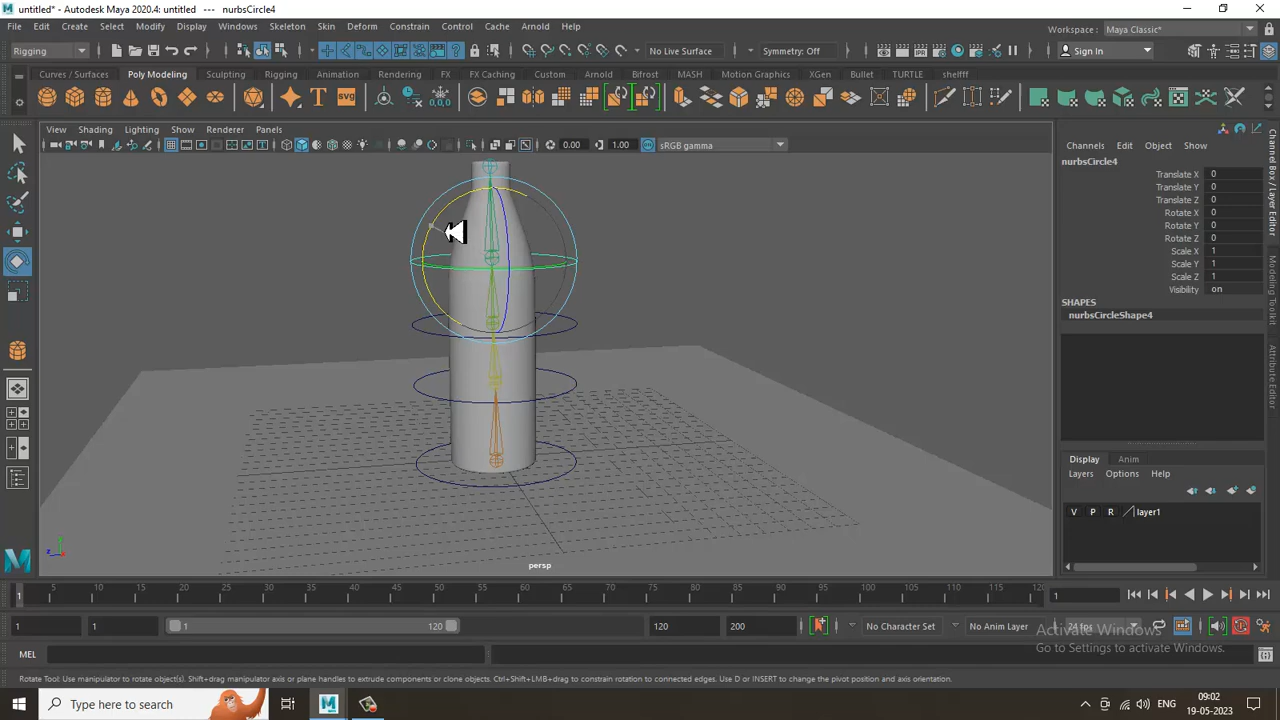 untitled* - Autodesk Maya 2020.4: untitled --- nurbsCircle4
File Edit Create Select Modify Display Windows Skeleton Skin Deform Constrain Control Cache Arnold Help
Workspace: Maya Classic*
Rigging No Live Surface Symmetry: Off Sign In
Curves / Surfaces Poly Modeling Sculpting Rigging Animation Rendering FX FX Caching Custom Arnold Bifrost MASH Motion Graphics XGen Bullet TURTLE shelfff
View Shading Lighting Show Renderer Panels
0.00 1.00 sRGB gamma
Channels Edit Object Show
nurbsCircle4
Translate X 0
Translate Y 0
Translate Z 0
Rotate X 0
Rotate Y 0
Rotate Z 0
Scale X 1
Scale Y 1
Scale Z 1
Visibility on
SHAPES
nurbsCircleShape4
Channel Box / Layer Editor
Modeling Toolkit
Attribute Editor
Display Anim
Layers Options Help
V P R layer1
persp
1 5 10 15 20 25 30 35 40 45 50 55 60 65 70 75 80 85 90 95 100 105 110 115 120
1
1 1 1 120 120 200 No Character Set No Anim Layer 24 fps
MEL
Activate Windows
Go to Settings to activate Windows.
Rotate Tool: Use manipulator to rotate object(s). Shift+drag manipulator axis or plane handles to extrude components or clone objects. Ctrl+Shift+LMB+drag to constrain rotation to connected edges. Use D or INSERT to change the pivot position and axis orientation.
Type here to search
ENG
09:02
19-05-2023